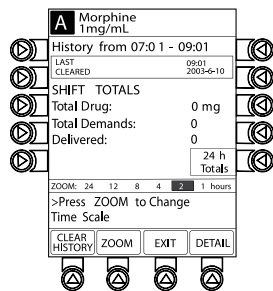 A Morphine
1mg/mL
History from 07:01 - 09:01
LAST 09:01
CLEARED 2003-6-10
SHIFT TOTALS
Total Drug: 0 mg
Total Demands: 0
Delivered: 0
24 h
Totals
ZOOM: 24 12 8 4 2 1 hours
>Press ZOOM to Change
Time Scale
CLEAR
HISTORY ZOOM EXIT DETAIL